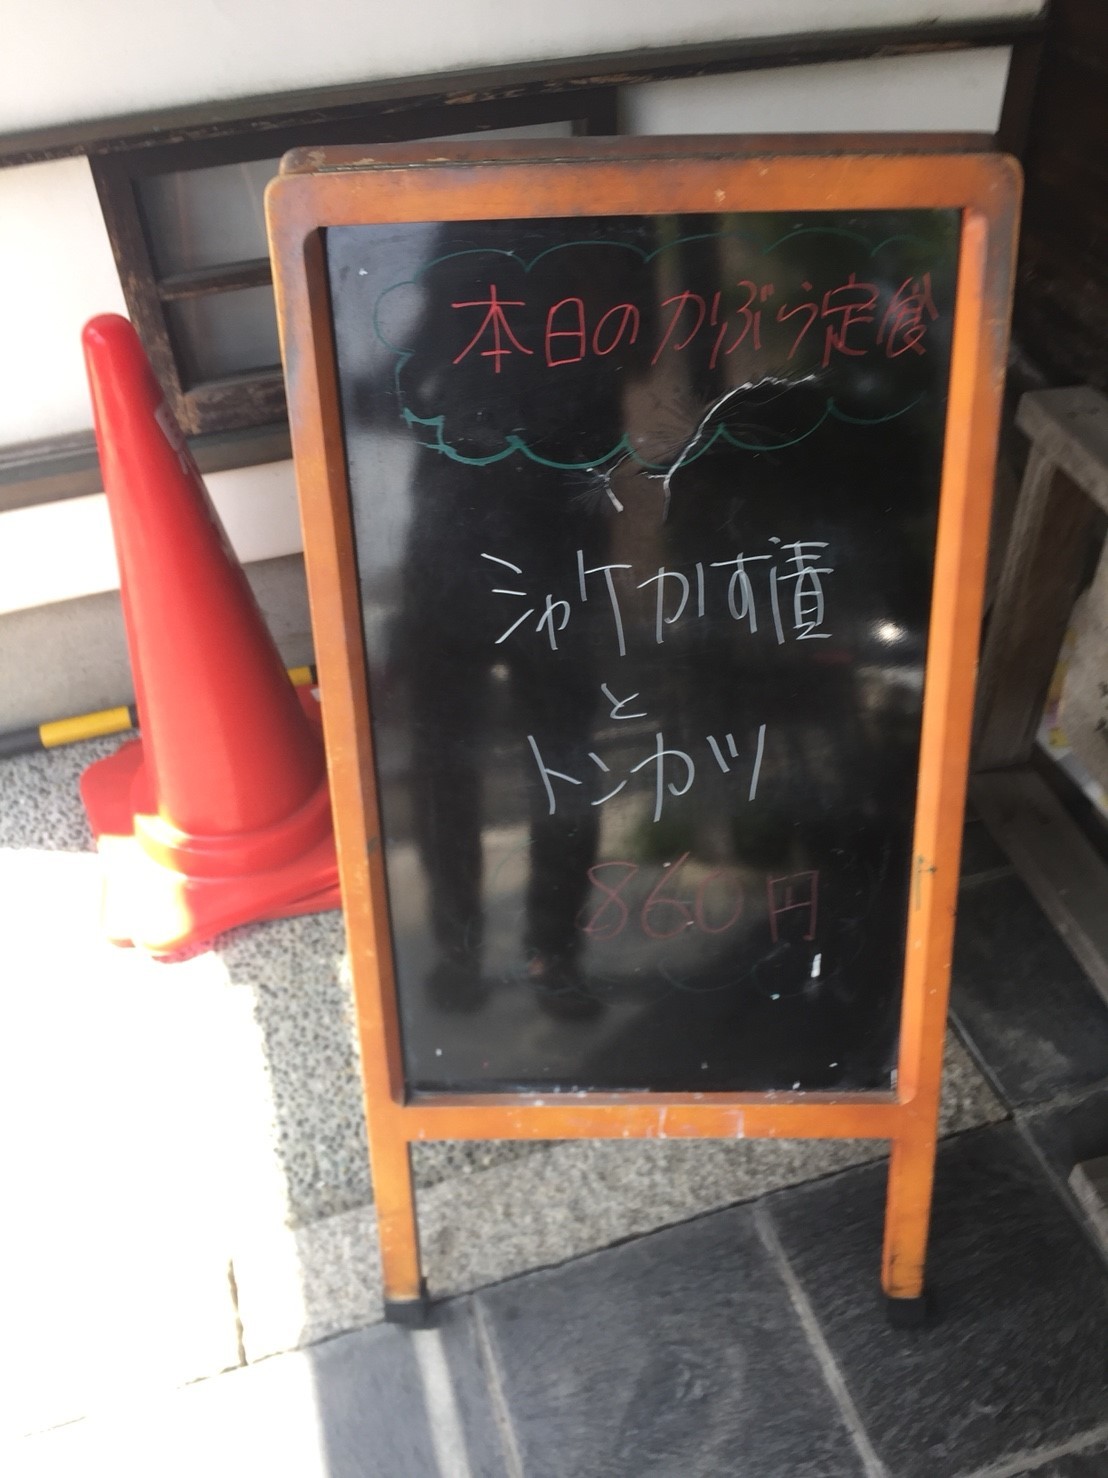 本日のかぶら定食
シャケかす漬
と
トンカツ
860円